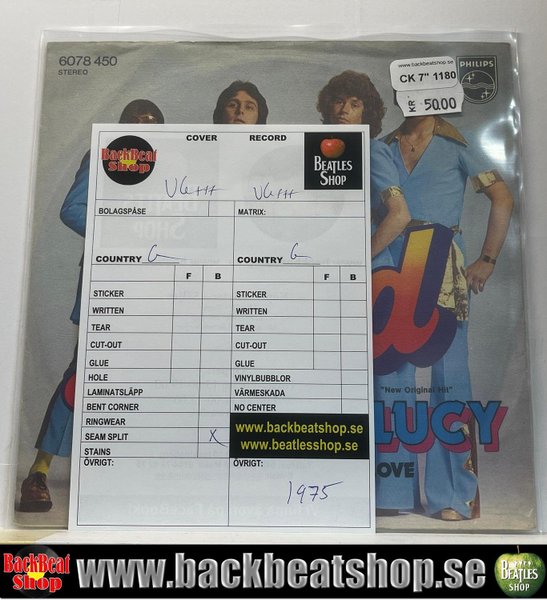 6078 450
STEREO
www.backbeatshop.se
CK 7" 1180
KR 50.00
PHILIPS
BackBeat
Shop
COVER RECORD
BEATLES
SHOP
VG+++ VG+++
BOLAGSPÅSE MATRIX:
COUNTRY G COUNTRY G
F B F B
STICKER STICKER
WRITTEN WRITTEN
TEAR TEAR
CUT-OUT CUT-OUT
GLUE GLUE
HOLE VINYLBUBBLOR
LAMINATSLÄPP VÄRMESKADA
BENT CORNER NO CENTER
RINGWEAR
SEAM SPLIT X
STAINS
www.backbeatshop.se
www.beatlesshop.se
ÖVRIGT: ÖVRIGT:
1975
d
"New Original Hit"
LUCY
OVE
BackBeat
Shop
www.backbeatshop.se
BEATLES
SHOP